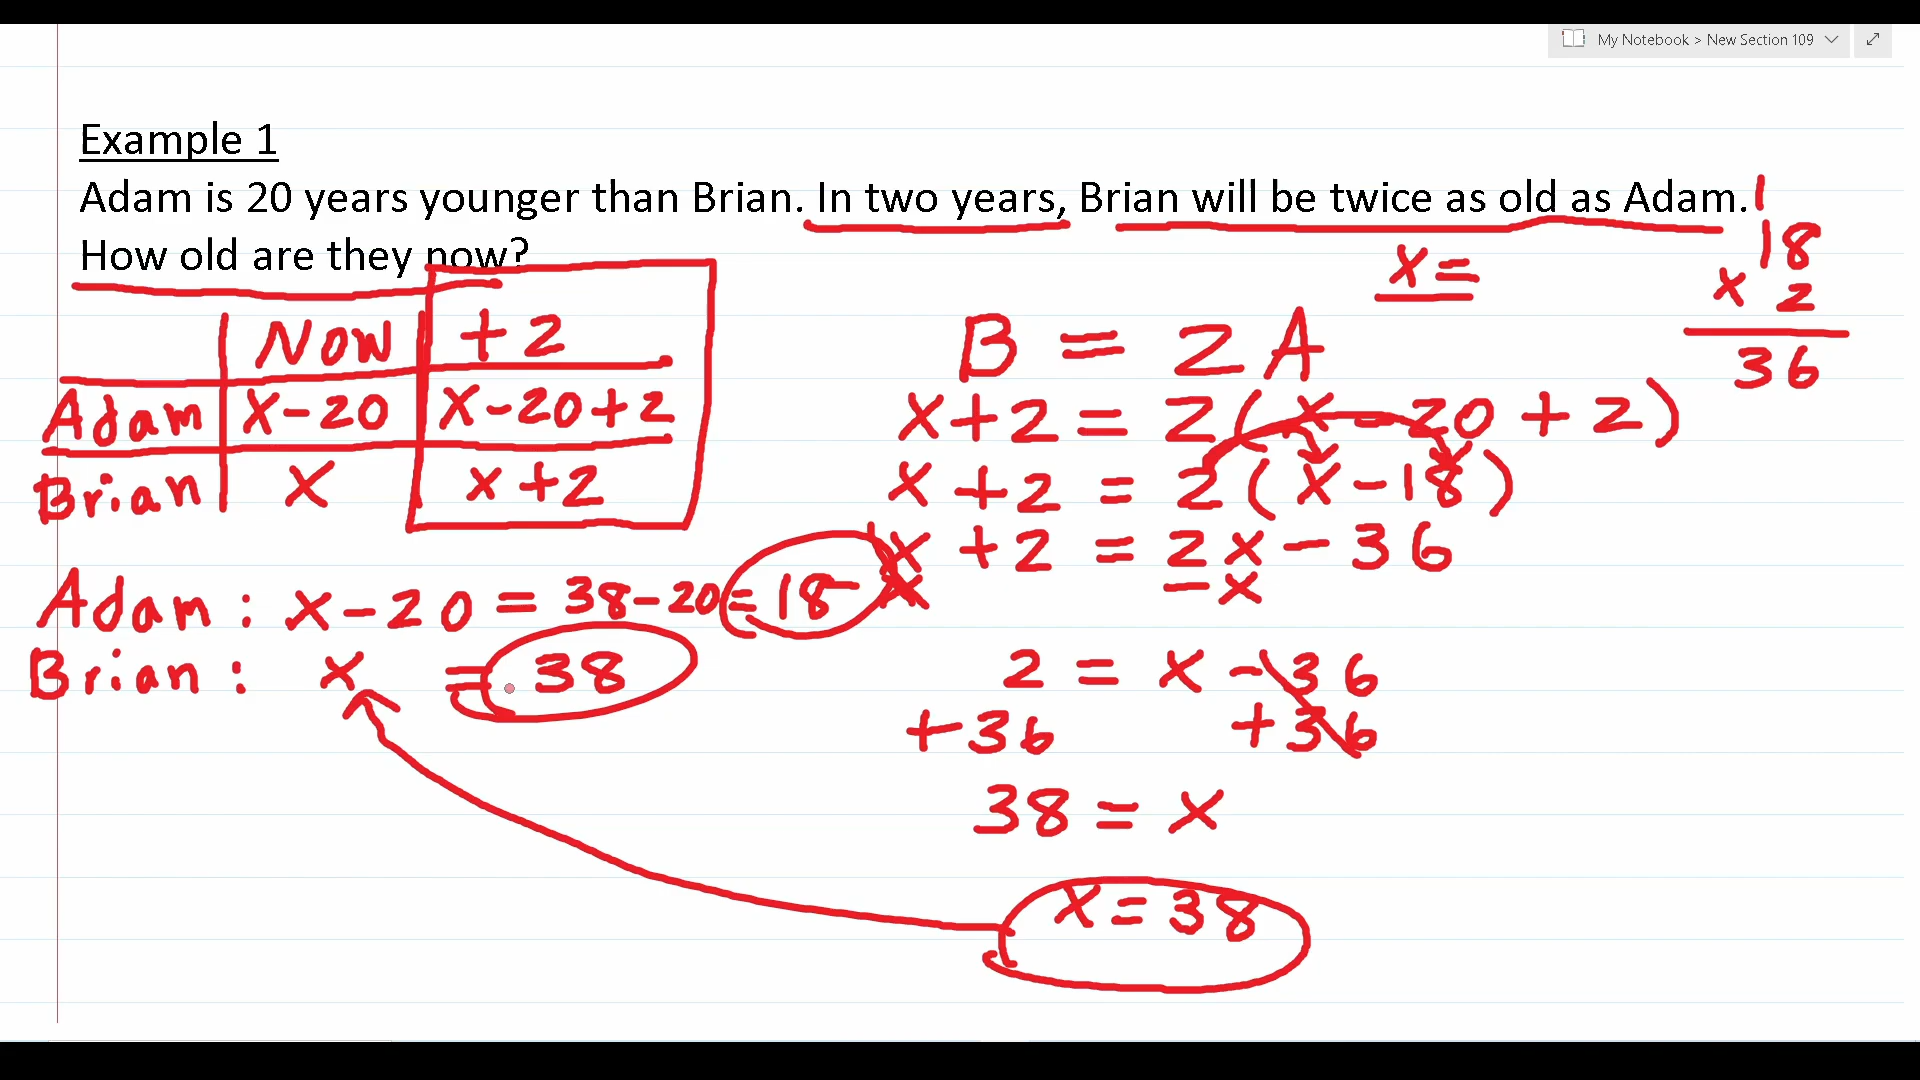 My Notebook > New Section 109
Example 1
Adam is 20 years younger than Brian. In two years, Brian will be twice as old as Adam.
How old are they now?
Now +2
Adam x-20 x-20+2
Brian x x+2
Adam: x-20 = 38-20 = 18
Brian: x = 38
x=
B = 2A
x+2 = 2(x-20+2)
x+2 = 2(x-18)
x+2 = 2x-36
-x -x
2 = x-36
+36 +36
38 = x
x=38
1
18
x 2
36